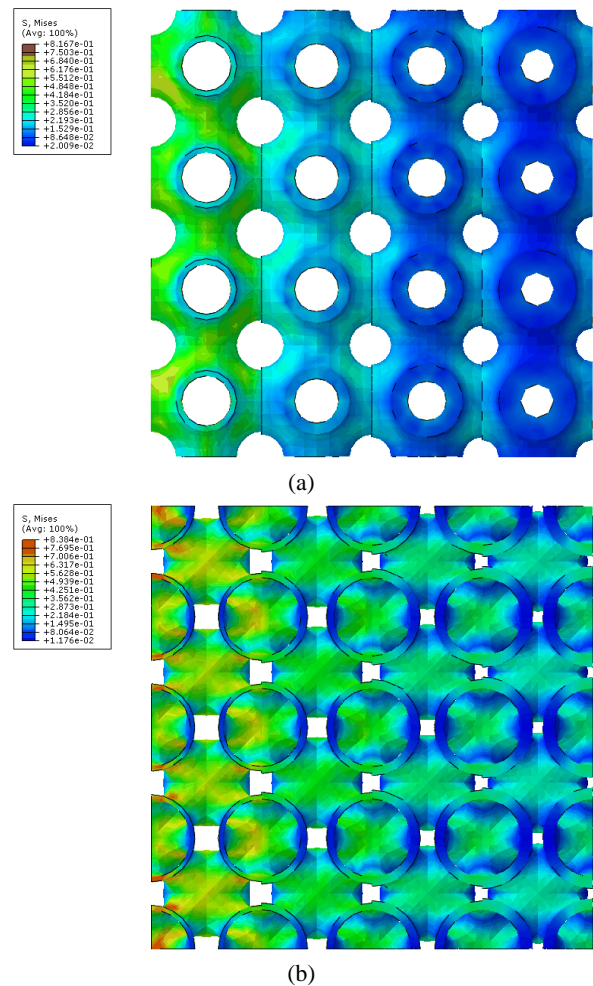 S, Mises
(Avg: 100%)
+8.167e-01
+7.503e-01
+6.840e-01
+6.176e-01
+5.512e-01
+4.848e-01
+4.184e-01
+3.520e-01
+2.856e-01
+2.193e-01
+1.529e-01
+8.648e-02
+2.009e-02
(a)
S, Mises
(Avg: 100%)
+8.384e-01
+7.695e-01
+7.006e-01
+6.317e-01
+5.628e-01
+4.939e-01
+4.251e-01
+3.562e-01
+2.873e-01
+2.184e-01
+1.495e-01
+8.064e-02
+1.176e-02
(b)